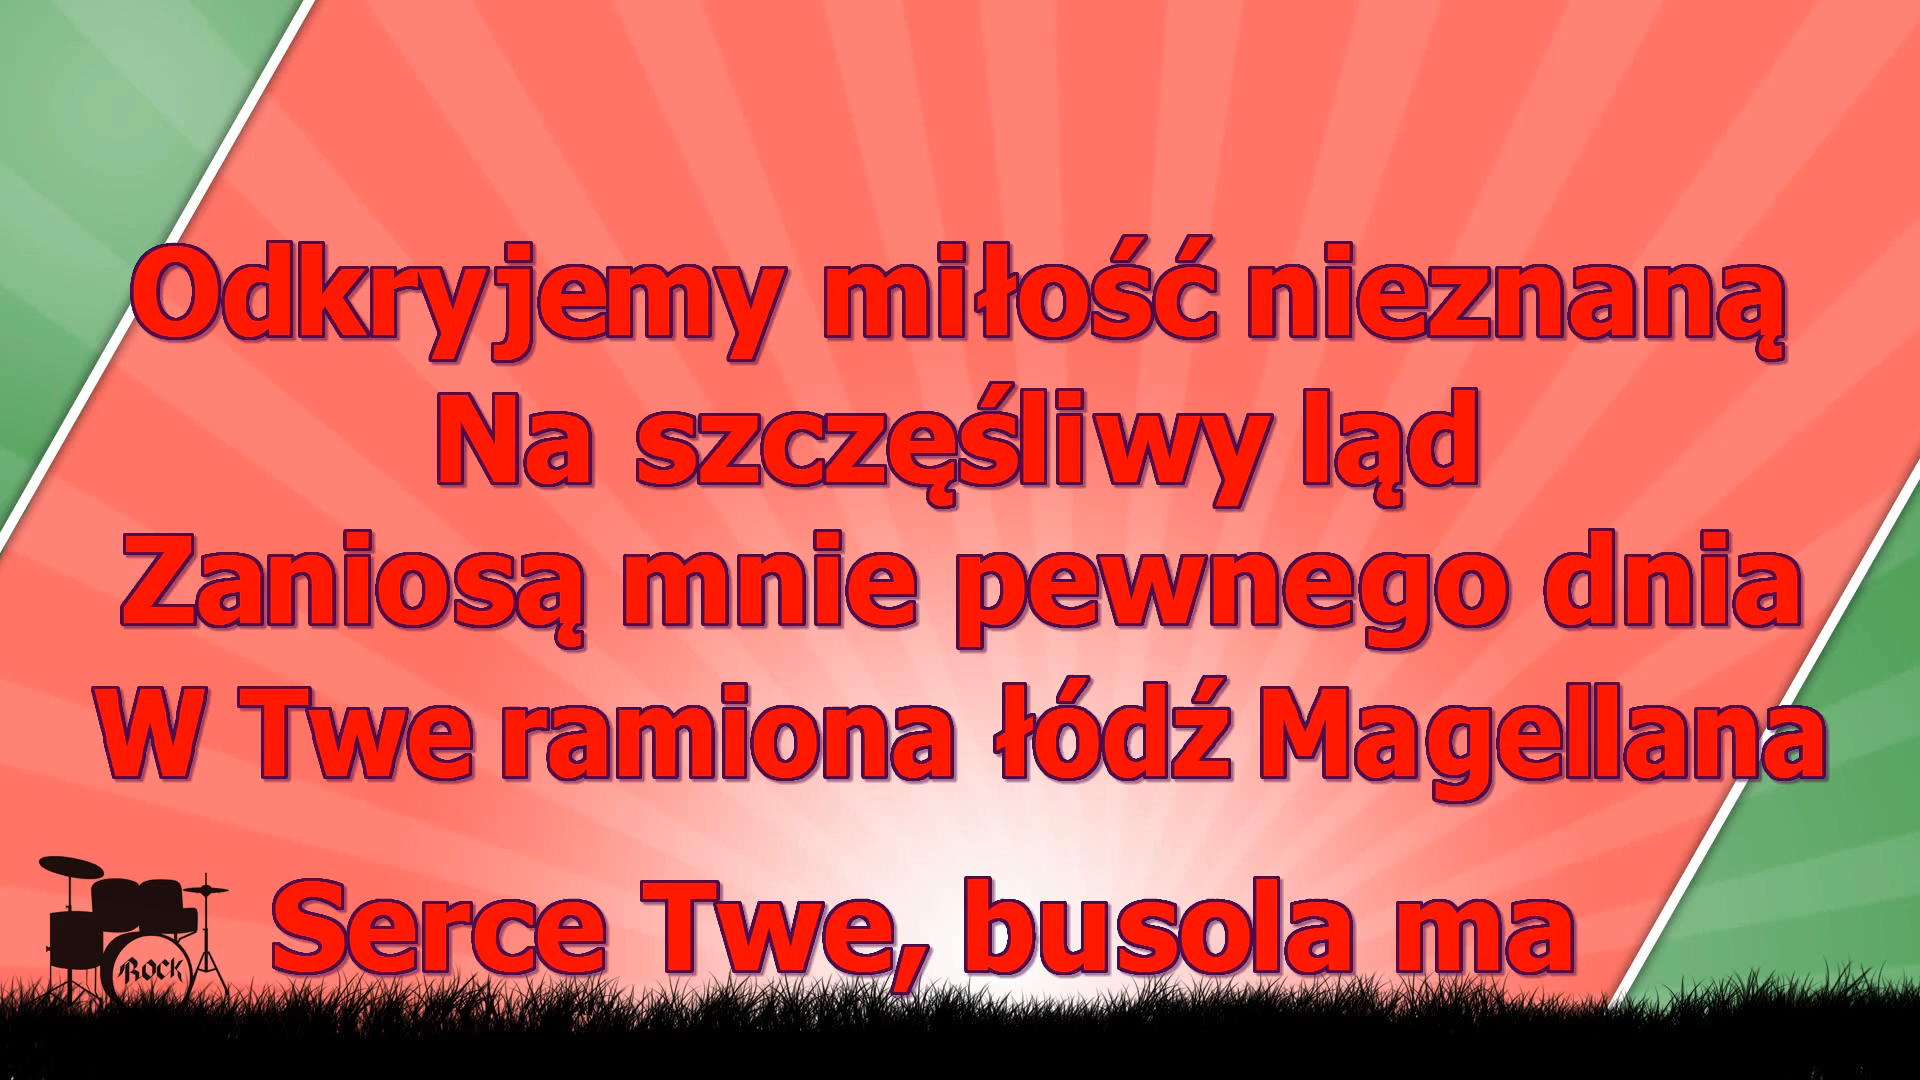 Odkryjemy miłość nieznaną
Na szczęśliwy ląd
Zaniosą mnie pewnego dnia
W Twe ramiona łódź Magellana
Serce Twe, busola ma
ROCK